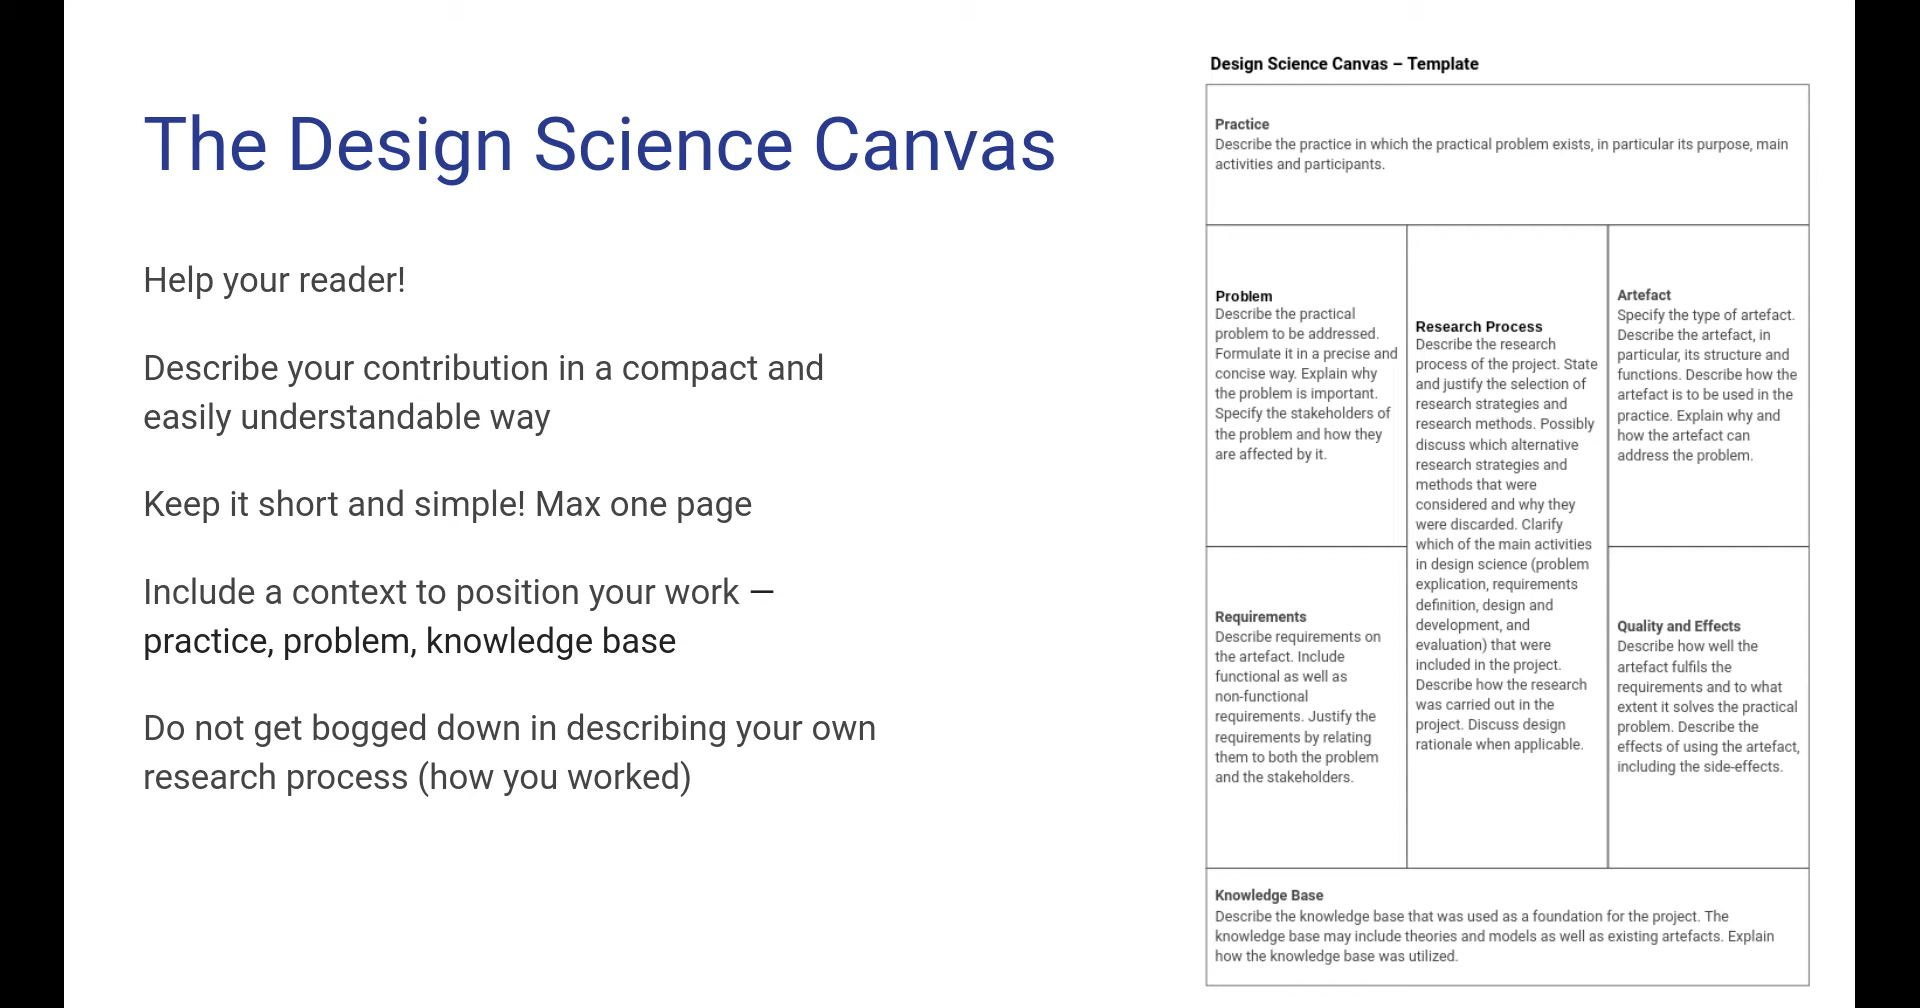 The Design Science Canvas
Help your reader!
Describe your contribution in a compact and
easily understandable way
Keep it short and simple! Max one page
Include a context to position your work —
practice, problem, knowledge base
Do not get bogged down in describing your own
research process (how you worked)
Design Science Canvas – Template
Practice
Describe the practice in which the practical problem exists, in particular its purpose, main
activities and participants.
Problem
Describe the practical
problem to be addressed.
Formulate it in a precise and
concise way. Explain why
the problem is important.
Specify the stakeholders of
the problem and how they
are affected by it.
Requirements
Describe requirements on
the artefact. Include
functional as well as
non-functional
requirements. Justify the
requirements by relating
them to both the problem
and the stakeholders.
Research Process
Describe the research
process of the project. State
and justify the selection of
research strategies and
research methods. Possibly
discuss which alternative
research strategies and
methods that were
considered and why they
were discarded. Clarify
which of the main activities
in design science (problem
explication, requirements
definition, design and
development, and
evaluation) that were
included in the project.
Describe how the research
was carried out in the
project. Discuss design
rationale when applicable.
Artefact
Specify the type of artefact.
Describe the artefact, in
particular, its structure and
functions. Describe how the
artefact is to be used in the
practice. Explain why and
how the artefact can
address the problem.
Quality and Effects
Describe how well the
artefact fulfils the
requirements and to what
extent it solves the practical
problem. Describe the
effects of using the artefact,
including the side-effects.
Knowledge Base
Describe the knowledge base that was used as a foundation for the project. The
knowledge base may include theories and models as well as existing artefacts. Explain
how the knowledge base was utilized.